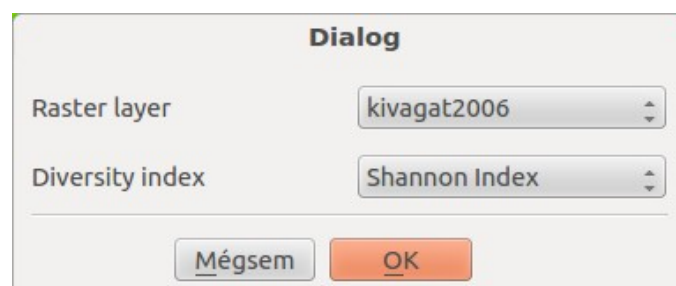 Dialog
Raster layer kivagat2006
Diversity index Shannon Index
Mégsem OK